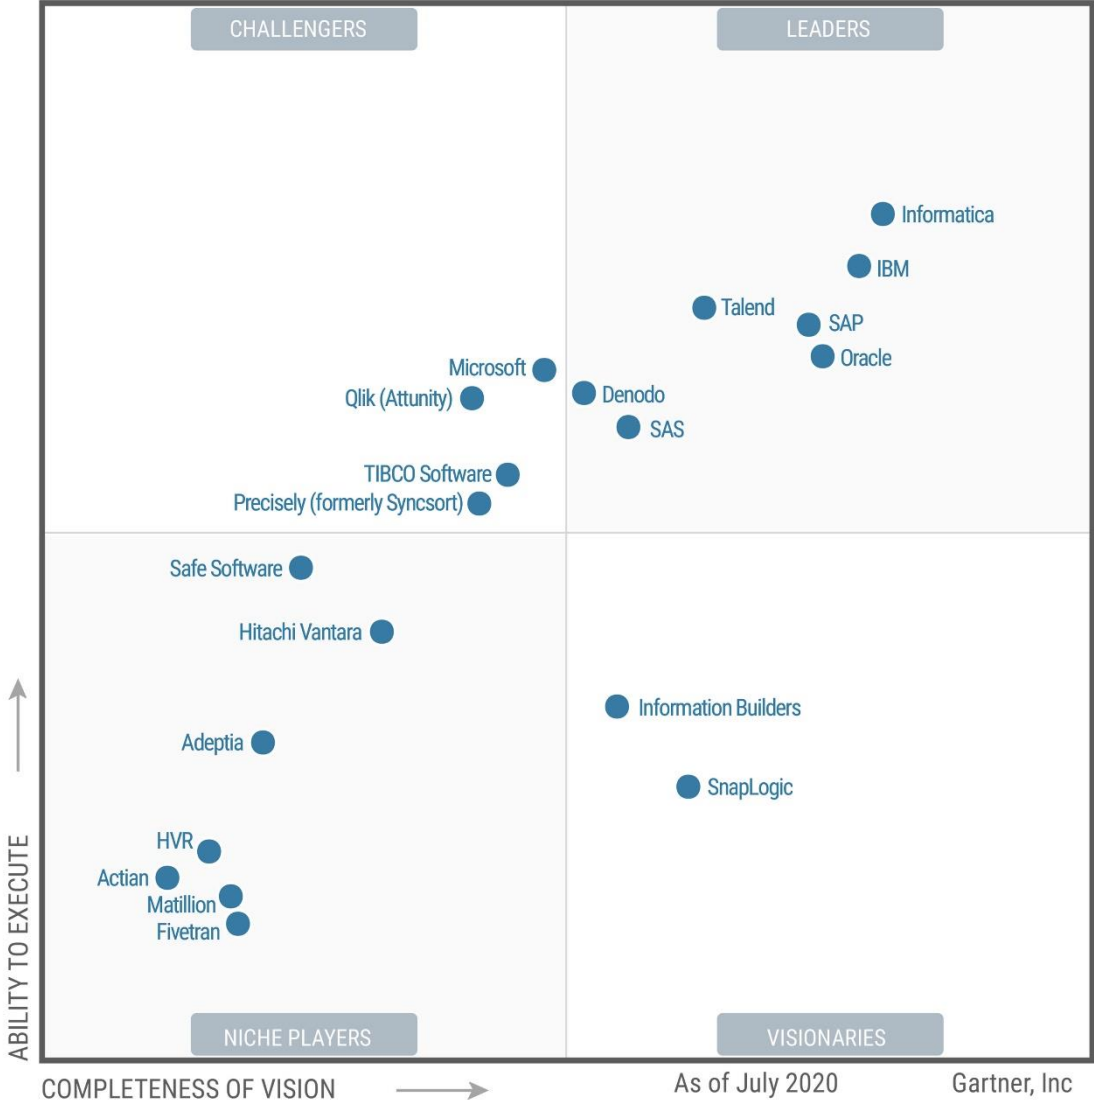 CHALLENGERS
LEADERS
Informatica
IBM
Talend
SAP
Oracle
Microsoft
Qlik (Attunity)
Denodo
SAS
TIBCO Software
Precisely (formerly Syncsort)
Safe Software
Hitachi Vantara
Information Builders
Adeptia
SnapLogic
HVR
Actian
Matillion
Fivetran
NICHE PLAYERS
VISIONARIES
ABILITY TO EXECUTE
COMPLETENESS OF VISION
As of July 2020
Gartner, Inc